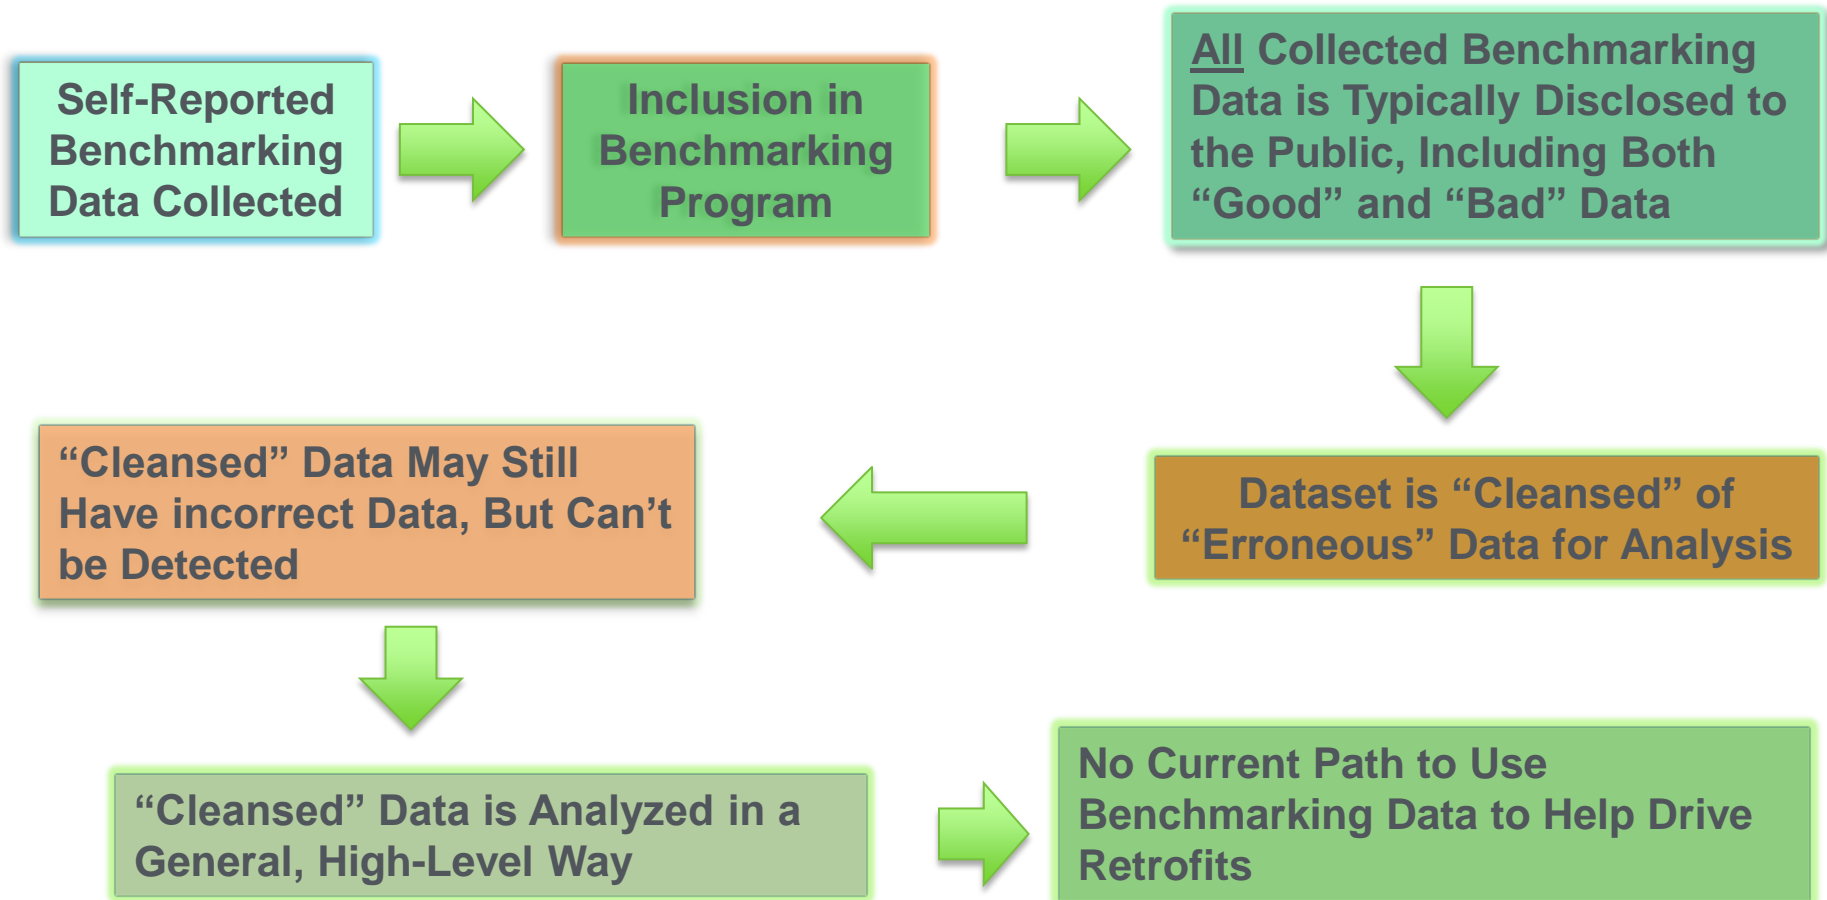 Self-Reported
Benchmarking
Data Collected
Inclusion in
Benchmarking
Program
All Collected Benchmarking
Data is Typically Disclosed to
the Public, Including Both
“Good” and “Bad” Data
Dataset is “Cleansed” of
“Erroneous” Data for Analysis
“Cleansed” Data May Still
Have incorrect Data, But Can’t
be Detected
“Cleansed” Data is Analyzed in a
General, High-Level Way
No Current Path to Use
Benchmarking Data to Help Drive
Retrofits